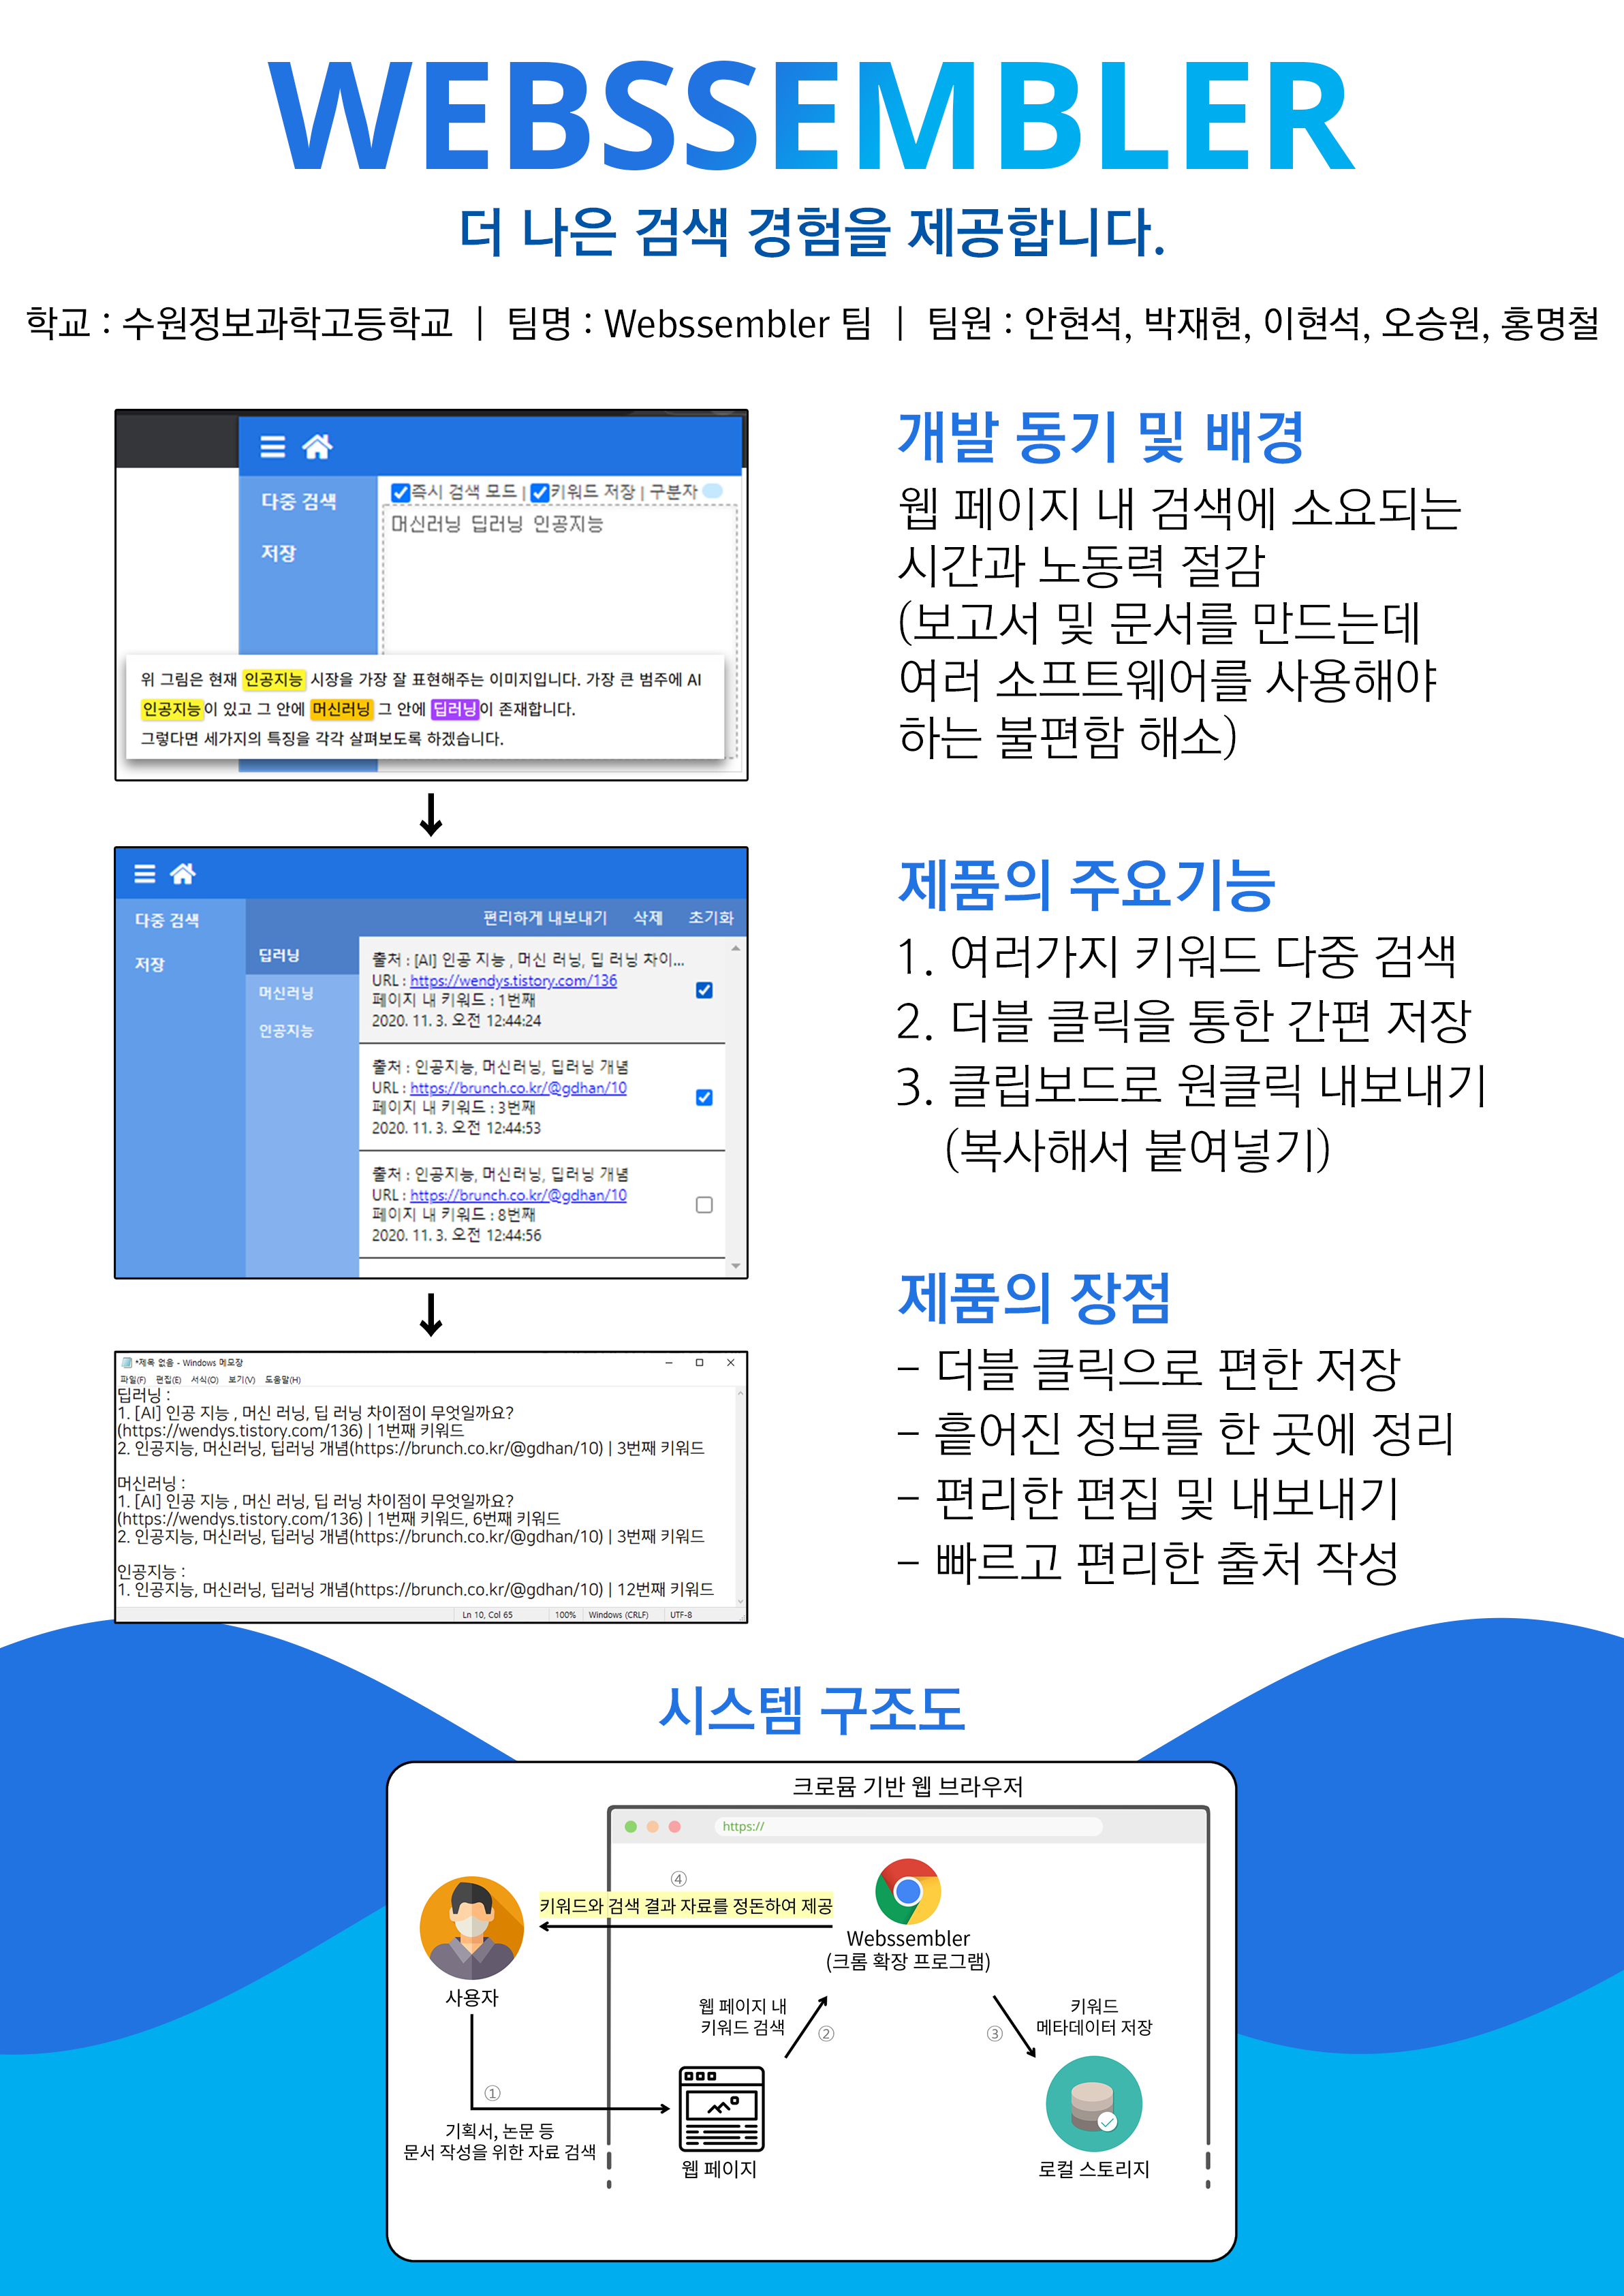 WEBSSEMBLER
더 나은 검색 경험을 제공합니다.
학교 : 수원정보과학고등학교 | 팀명 : Webssembler 팀 | 팀원 : 안현석, 박재현, 이현석, 오승원, 홍명철
다중 검색
저장
즉시 검색 모드 | 키워드 저장 | 구분자
머신러닝 딥러닝 인공지능
위 그림은 현재 인공지능 시장을 가장 잘 표현해주는 이미지입니다. 가장 큰 범주에 AI
인공지능이 있고 그 안에 머신러닝 그 안에 딥러닝이 존재합니다.
그렇다면 세가지의 특징을 각각 살펴보도록 하겠습니다.
다중 검색
저장
편리하게 내보내기 삭제 초기화
딥러닝
머신러닝
인공지능
출처 : [AI] 인공 지능 , 머신 러닝, 딥 러닝 차이...
URL : https://wendys.tistory.com/136
페이지 내 키워드 : 1번째
2020. 11. 3. 오전 12:44:24
출처 : 인공지능, 머신러닝, 딥러닝 개념
URL : https://brunch.co.kr/@gdhan/10
페이지 내 키워드 : 3번째
2020. 11. 3. 오전 12:44:53
출처 : 인공지능, 머신러닝, 딥러닝 개념
URL : https://brunch.co.kr/@gdhan/10
페이지 내 키워드 : 8번째
2020. 11. 3. 오전 12:44:56
*제목 없음 - Windows 메모장
파일(F) 편집(E) 서식(O) 보기(V) 도움말(H)
딥러닝 :
1. [AI] 인공 지능 , 머신 러닝, 딥 러닝 차이점이 무엇일까요?
(https://wendys.tistory.com/136) | 1번째 키워드
2. 인공지능, 머신러닝, 딥러닝 개념(https://brunch.co.kr/@gdhan/10) | 3번째 키워드
머신러닝 :
1. [AI] 인공 지능 , 머신 러닝, 딥 러닝 차이점이 무엇일까요?
(https://wendys.tistory.com/136) | 1번째 키워드, 6번째 키워드
2. 인공지능, 머신러닝, 딥러닝 개념(https://brunch.co.kr/@gdhan/10) | 3번째 키워드
인공지능 :
1. 인공지능, 머신러닝, 딥러닝 개념(https://brunch.co.kr/@gdhan/10) | 12번째 키워드
Ln 10, Col 65 100% Windows (CRLF) UTF-8
개발 동기 및 배경
웹 페이지 내 검색에 소요되는
시간과 노동력 절감
(보고서 및 문서를 만드는데
여러 소프트웨어를 사용해야
하는 불편함 해소)
제품의 주요기능
1. 여러가지 키워드 다중 검색
2. 더블 클릭을 통한 간편 저장
3. 클립보드로 원클릭 내보내기
(복사해서 붙여넣기)
제품의 장점
- 더블 클릭으로 편한 저장
- 흩어진 정보를 한 곳에 정리
- 편리한 편집 및 내보내기
- 빠르고 편리한 출처 작성
시스템 구조도
크로뮴 기반 웹 브라우저
https://
④
키워드와 검색 결과 자료를 정돈하여 제공
Webssembler
(크롬 확장 프로그램)
사용자
웹 페이지 내
키워드 검색
②
③
키워드
메타데이터 저장
①
기획서, 논문 등
문서 작성을 위한 자료 검색
웹 페이지
로컬 스토리지